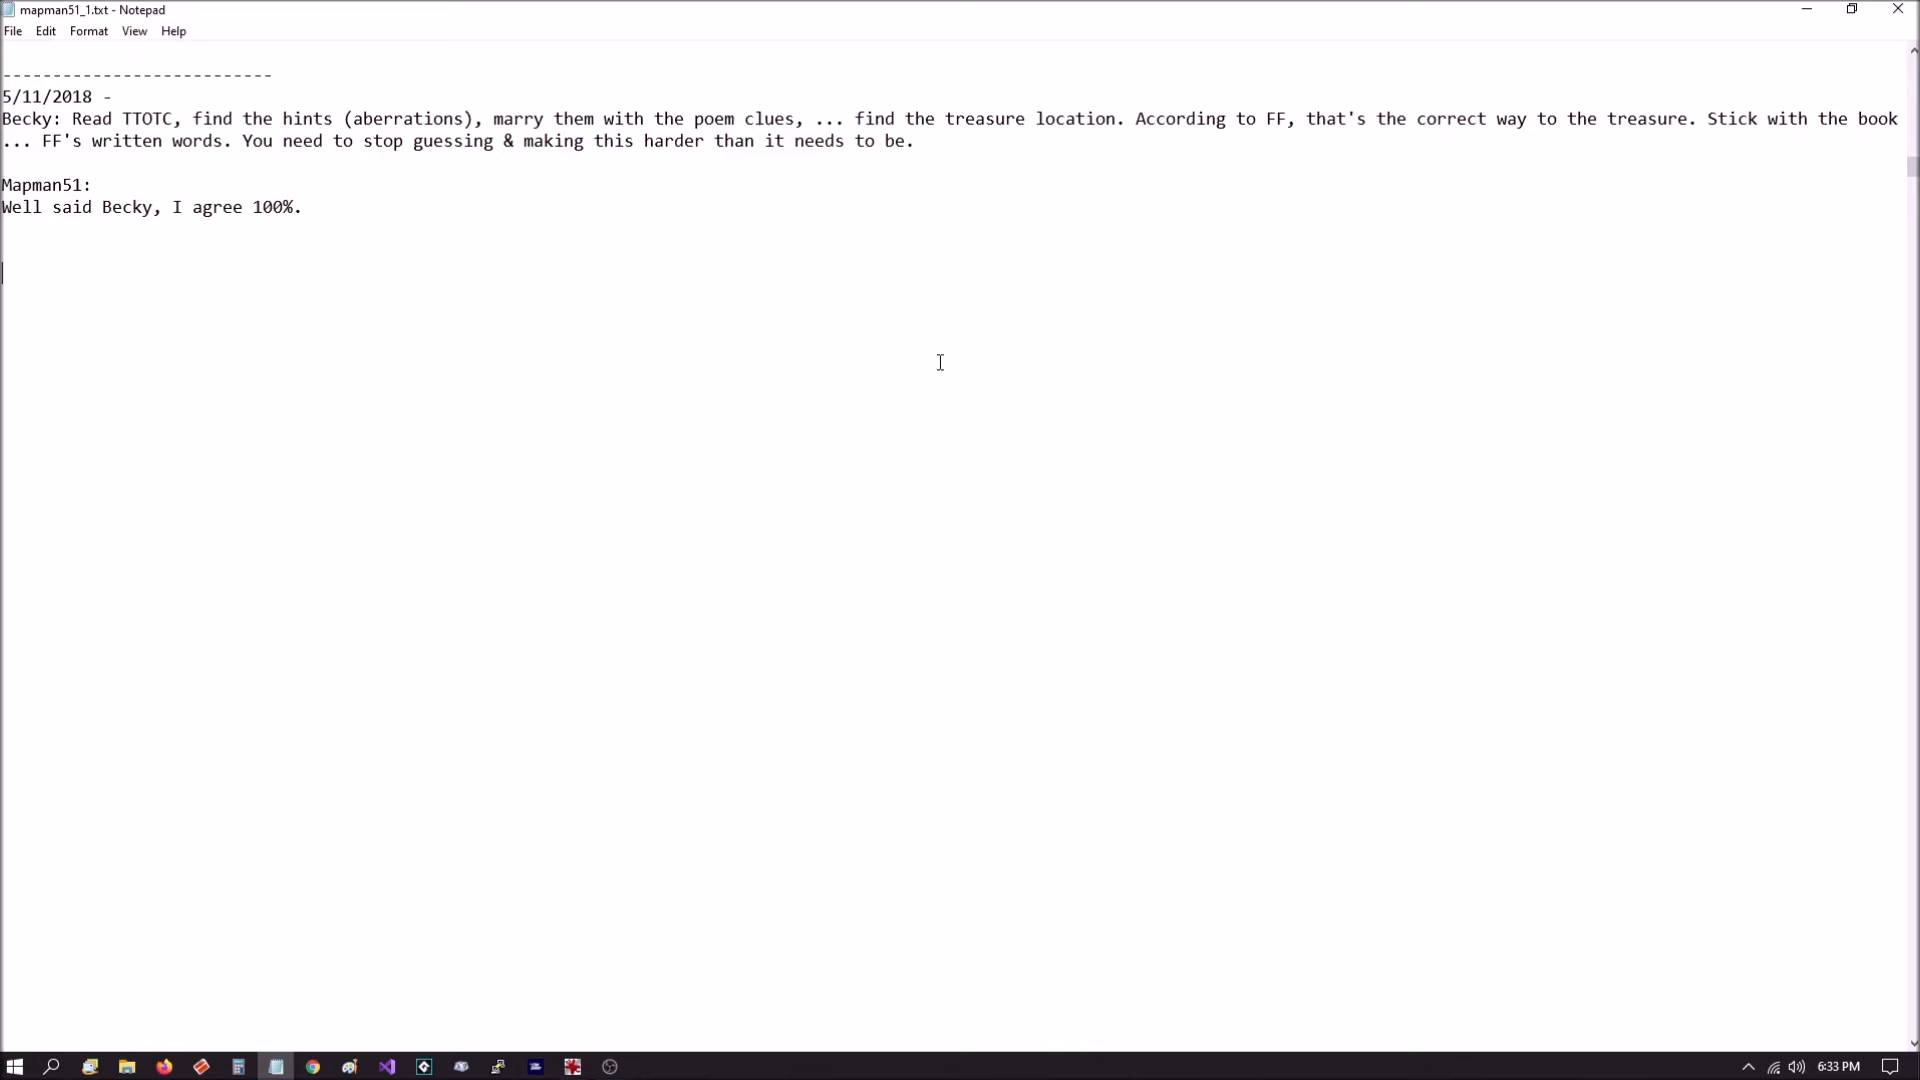 mapman51_1.txt - Notepad
File Edit Format View Help
---------------------------
5/11/2018 -
Becky: Read TTOTC, find the hints (aberrations), marry them with the poem clues, ... find the treasure location. According to FF, that's the correct way to the treasure. Stick with the book
... FF's written words. You need to stop guessing & making this harder than it needs to be.
Mapman51:
Well said Becky, I agree 100%.
6:33 PM